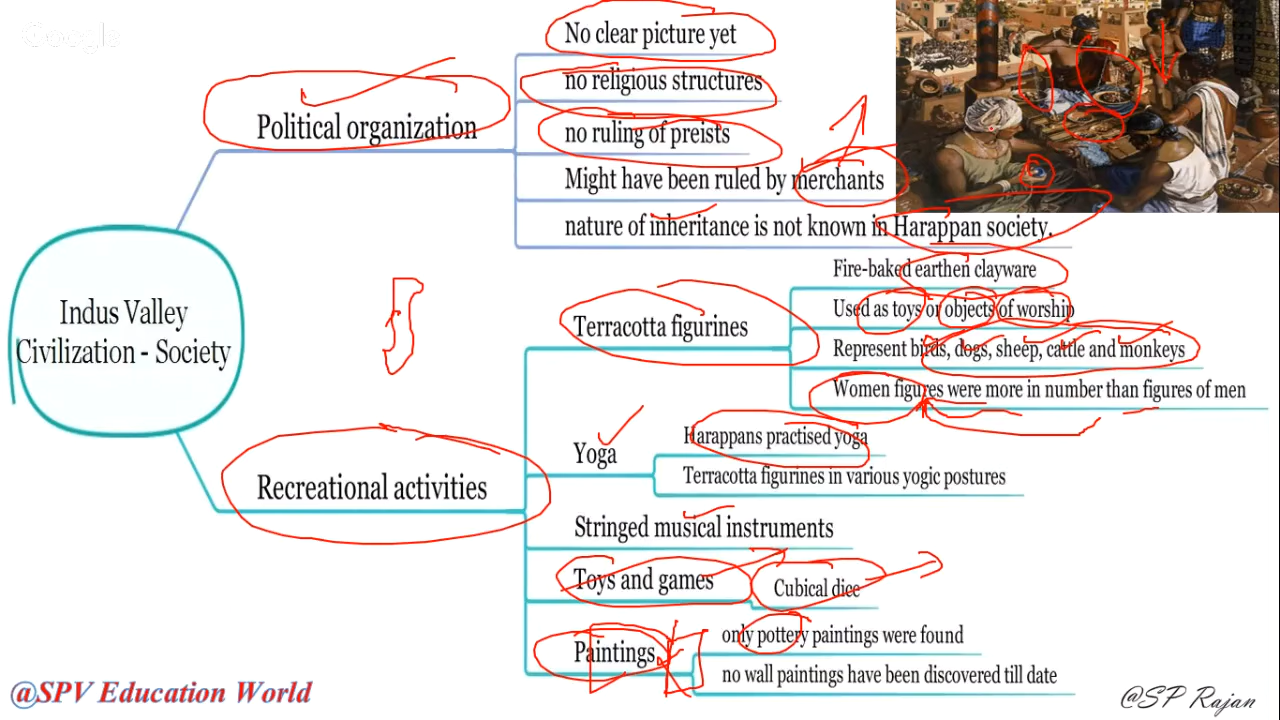 Google
No clear picture yet
no religious structures
Political organization
no ruling of preists
Might have been ruled by merchants
nature of inheritance is not known in Harappan society.
Indus Valley
Civilization - Society
Fire-baked earthen clayware
Terracotta figurines
Used as toys or objects of worship
Represent birds, dogs, sheep, cattle and monkeys
Women figures were more in number than figures of men
Recreational activities
Yoga
Harappans practised yoga
Terracotta figurines in various yogic postures
Stringed musical instruments
Toys and games
Cubical dice
Paintings
only pottery paintings were found
no wall paintings have been discovered till date
@SPV Education World
@SP Rajan